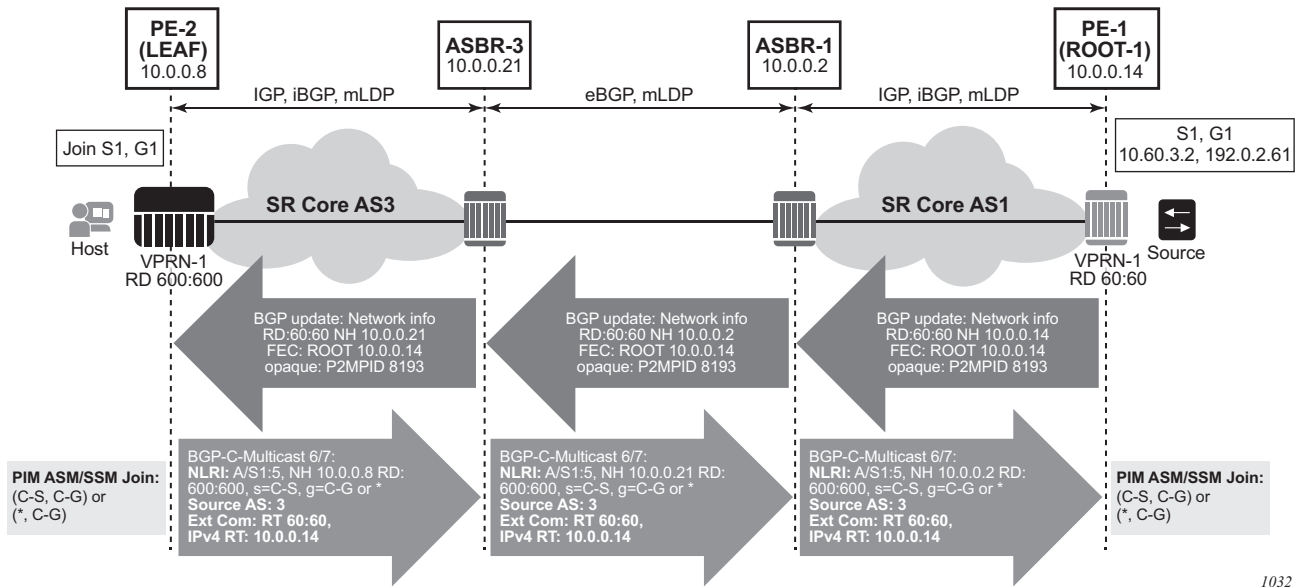 PE-2
(LEAF)
10.0.0.8
ASBR-3
10.0.0.21
ASBR-1
10.0.0.2
PE-1
(ROOT-1)
10.0.0.14
IGP, iBGP, mLDP
eBGP, mLDP
IGP, iBGP, mLDP
Join S1, G1
S1, G1
10.60.3.2, 192.0.2.61
SR Core AS3
SR Core AS1
Host
VPRN-1
RD 600:600
VPRN-1
RD 60:60
Source
BGP update: Network info
RD:60:60 NH 10.0.0.21
FEC: ROOT 10.0.0.14
opaque: P2MPID 8193
BGP update: Network info
RD:60:60 NH 10.0.0.2
FEC: ROOT 10.0.0.14
opaque: P2MPID 8193
BGP update: Network info
RD:60:60 NH 10.0.0.14
FEC: ROOT 10.0.0.14
opaque: P2MPID 8193
PIM ASM/SSM Join:
(C-S, C-G) or
(*, C-G)
BGP-C-Multicast 6/7:
NLRI: A/S1:5, NH 10.0.0.8 RD:
600:600, s=C-S, g=C-G or *
Source AS: 3
Ext Com: RT 60:60,
IPv4 RT: 10.0.0.14
BGP-C-Multicast 6/7:
NLRI: A/S1:5, NH 10.0.0.21 RD:
600:600, s=C-S, g=C-G or *
Source AS: 3
Ext Com: RT 60:60,
IPv4 RT: 10.0.0.14
BGP-C-Multicast 6/7:
NLRI: A/S1:5, NH 10.0.0.2 RD:
600:600, s=C-S, g=C-G or *
Source AS: 3
Ext Com: RT 60:60,
IPv4 RT: 10.0.0.14
PIM ASM/SSM Join:
(C-S, C-G) or
(*, C-G)
1032